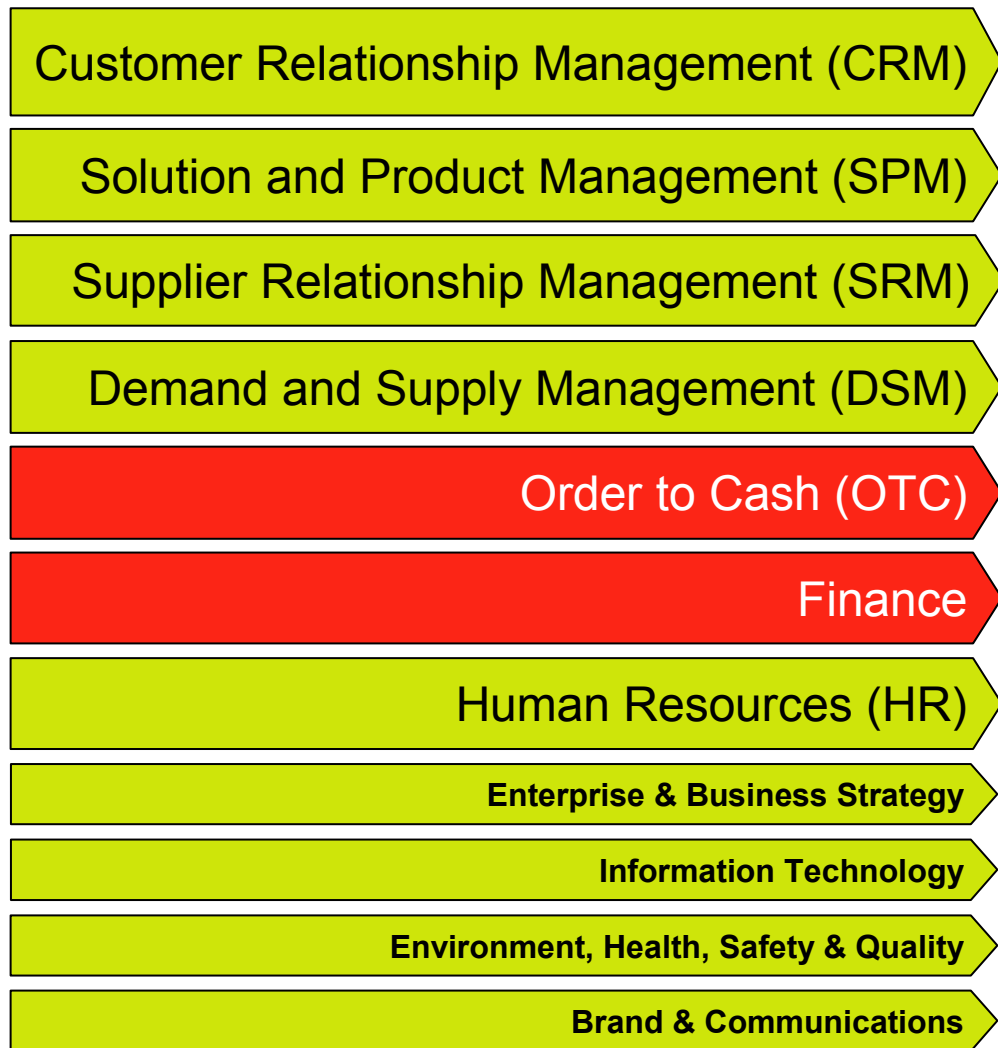 Customer Relationship Management (CRM)
Solution and Product Management (SPM)
Supplier Relationship Management (SRM)
Demand and Supply Management (DSM)
Order to Cash (OTC)
Finance
Human Resources (HR)
Enterprise & Business Strategy
Information Technology
Environment, Health, Safety & Quality
Brand & Communications